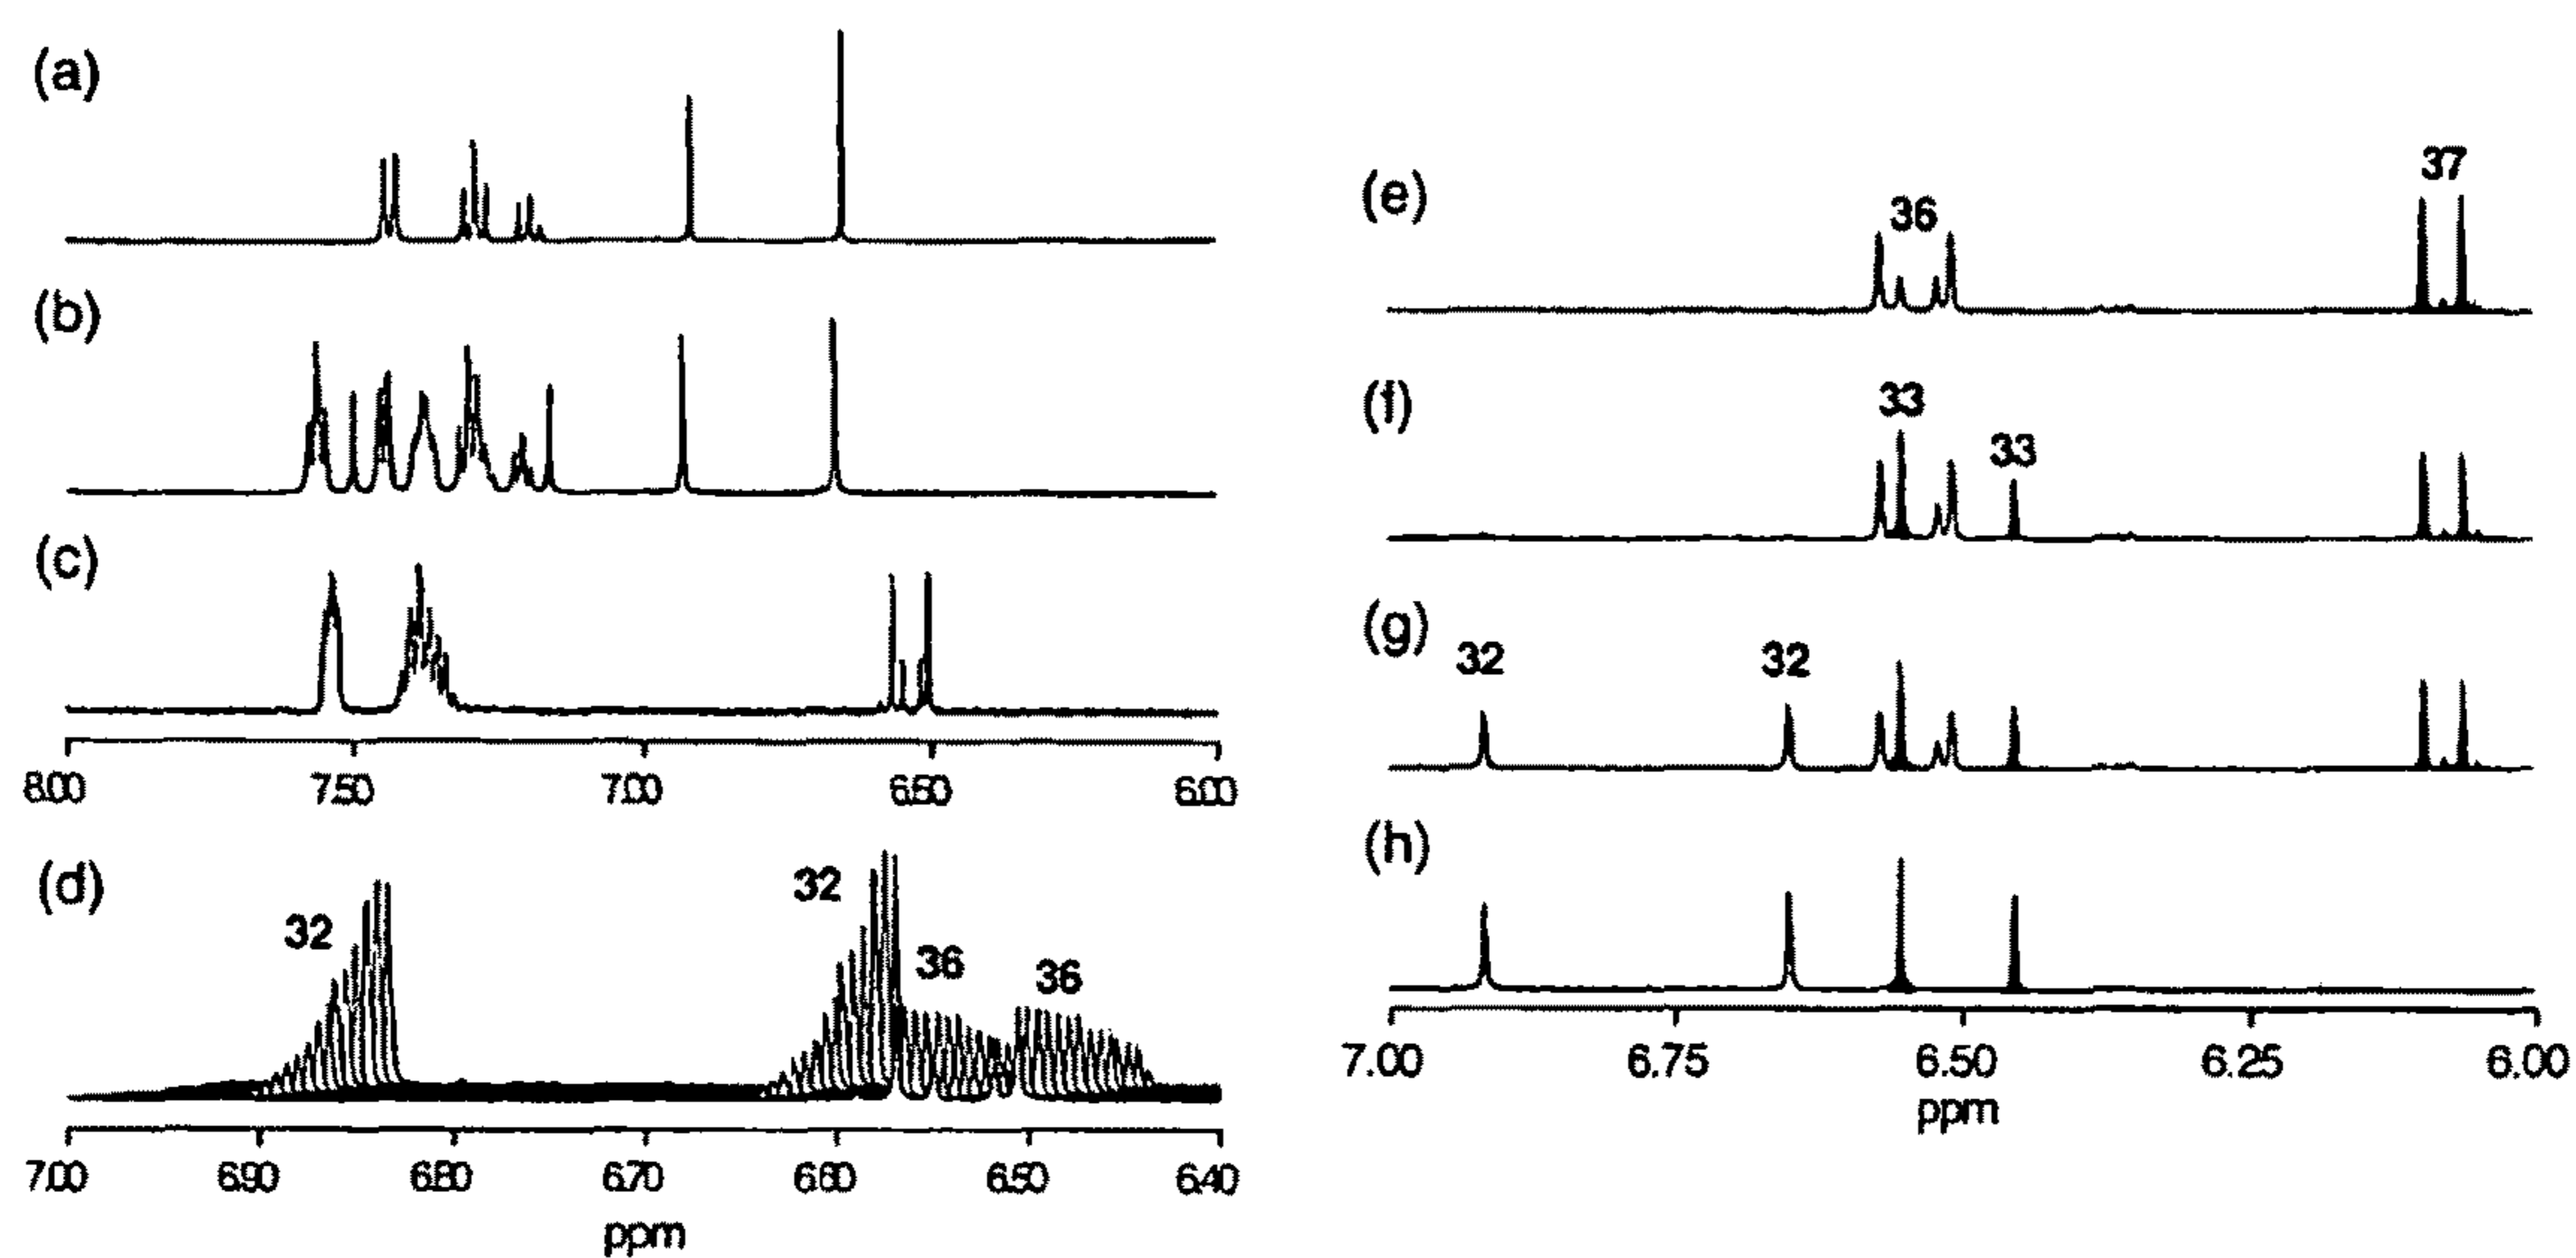 (a)
(b)
(c)
8.00 7.50 7.00 6.50 6.00
(d)
32 32 36 36
7.00 6.90 6.80 6.70 6.60 6.50 6.40
ppm
(e)
36 37
(f)
33 33
(g)
32 32
(h)
7.00 6.75 6.50 6.25 6.00
ppm